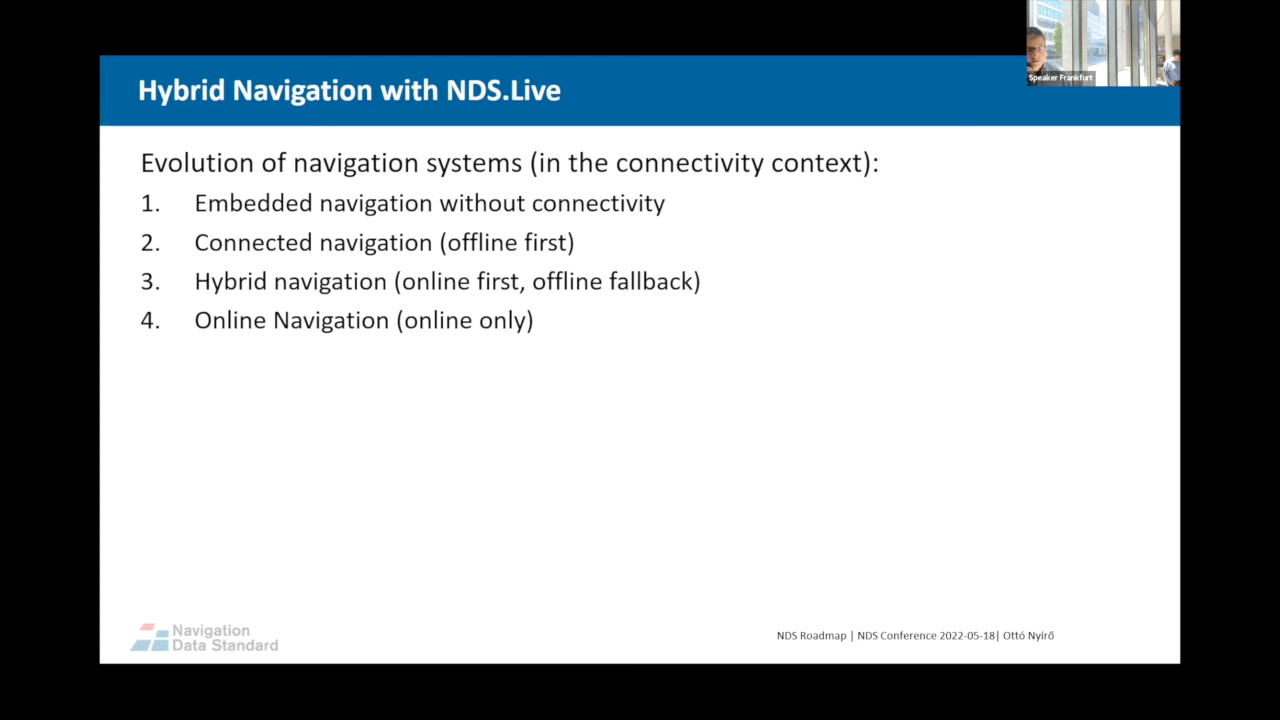 Hybrid Navigation with NDS.Live
Speaker Frankfurt
Evolution of navigation systems (in the connectivity context):
1. Embedded navigation without connectivity
2. Connected navigation (offline first)
3. Hybrid navigation (online first, offline fallback)
4. Online Navigation (online only)
Navigation
Data Standard
NDS Roadmap | NDS Conference 2022-05-18| Ottó Nyírő